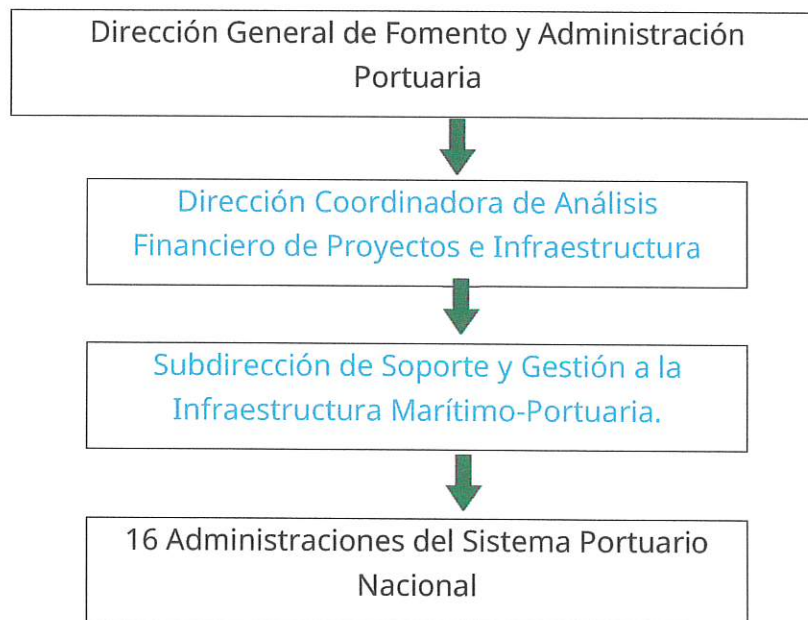 Dirección General de Fomento y Administración
Portuaria
Dirección Coordinadora de Análisis
Financiero de Proyectos e Infraestructura
Subdirección de Soporte y Gestión a la
Infraestructura Marítimo-Portuaria.
16 Administraciones del Sistema Portuario
Nacional